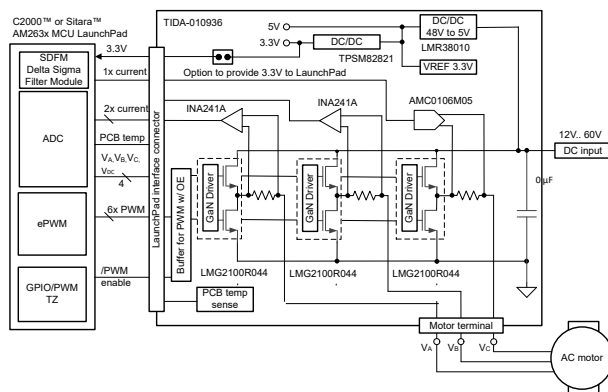 C2000™ or Sitara™
AM263x MCU LaunchPad
TIDA-010936
5V
3.3V
DC/DC
48V to 5V
LMR38010
DC/DC
TPSM82821
VREF 3.3V
3.3V
SDFM
Delta Sigma
Filter Module
1x current
Option to provide 3.3V to LaunchPad
ADC
2x current
INA241A
INA241A
AMC0106M05
PCB temp
VA,VB,VC,
VDC
4
12V.. 60V
DC input
0 µF
LaunchPad interface connector
Buffer for PWM w/ OE
GaN Driver
GaN Driver
GaN Driver
ePWM
6x PWM
LMG2100R044
LMG2100R044
LMG2100R044
GPIO/PWM
TZ
/PWM
enable
PCB temp
sense
Motor terminal
VA
VB
VC
AC motor